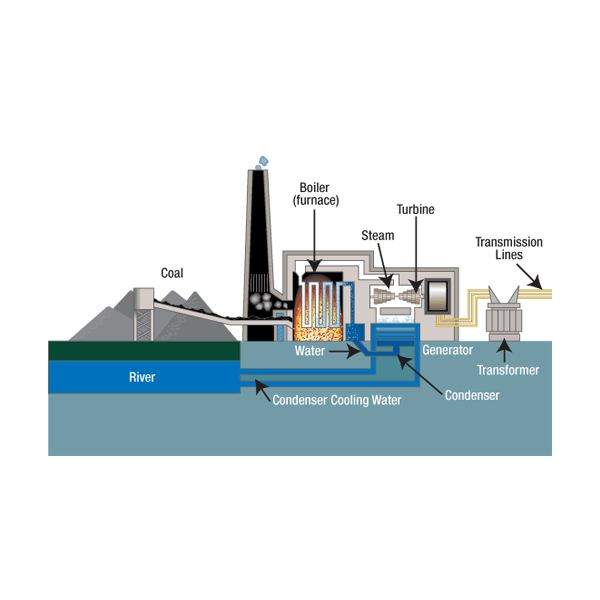 Boiler
(furnace)
Turbine
Steam
Transmission
Lines
Coal
Water
Generator
Transformer
River
Condenser
Condenser Cooling Water